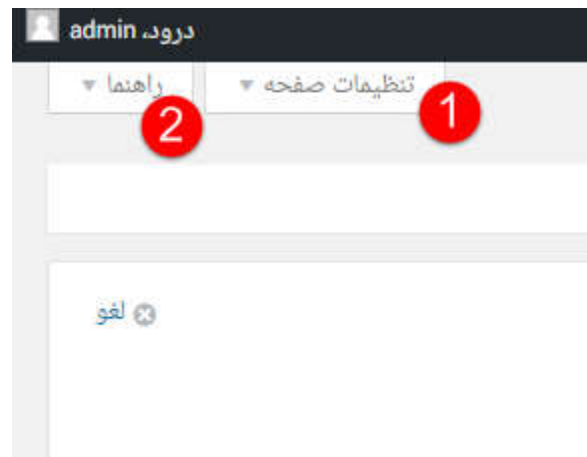 درود، admin
تنظیمات صفحه
1
راهنما
2
لغو